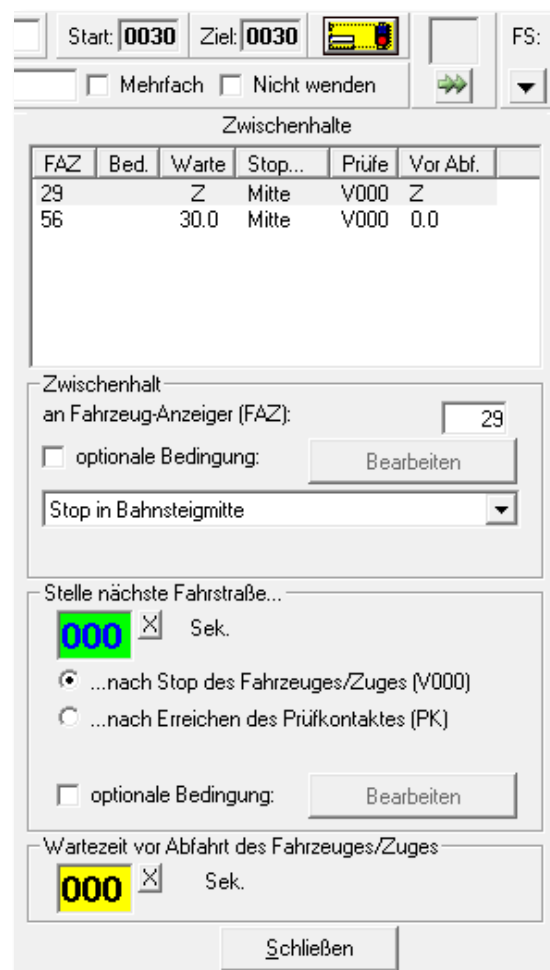 Start: 0030 Ziel: 0030 FS:
Mehrfach Nicht wenden
Zwischenhalte
FAZ Bed. Warte Stop... Prüfe Vor Abf.
29 Z Mitte V000 Z
56 30.0 Mitte V000 0.0
Zwischenhalt
an Fahrzeug-Anzeiger (FAZ): 29
optionale Bedingung: Bearbeiten
Stop in Bahnsteigmitte
Stelle nächste Fahrstraße...
000 X Sek.
...nach Stop des Fahrzeuges/Zuges (V000)
...nach Erreichen des Prüfkontaktes (PK)
optionale Bedingung: Bearbeiten
Wartezeit vor Abfahrt des Fahrzeuges/Zuges
000 X Sek.
Schließen